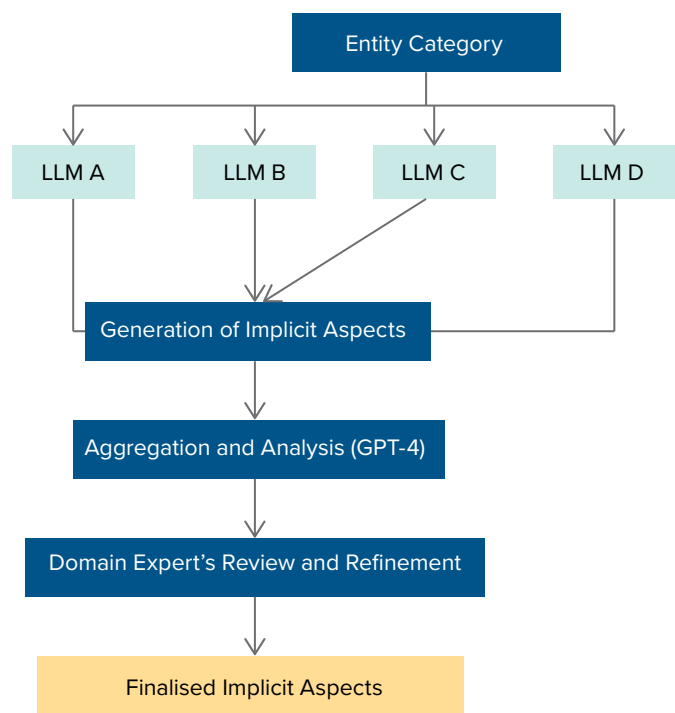 Entity Category
LLM A
LLM B
LLM C
LLM D
Generation of Implicit Aspects
Aggregation and Analysis (GPT-4)
Domain Expert’s Review and Refinement
Finalised Implicit Aspects